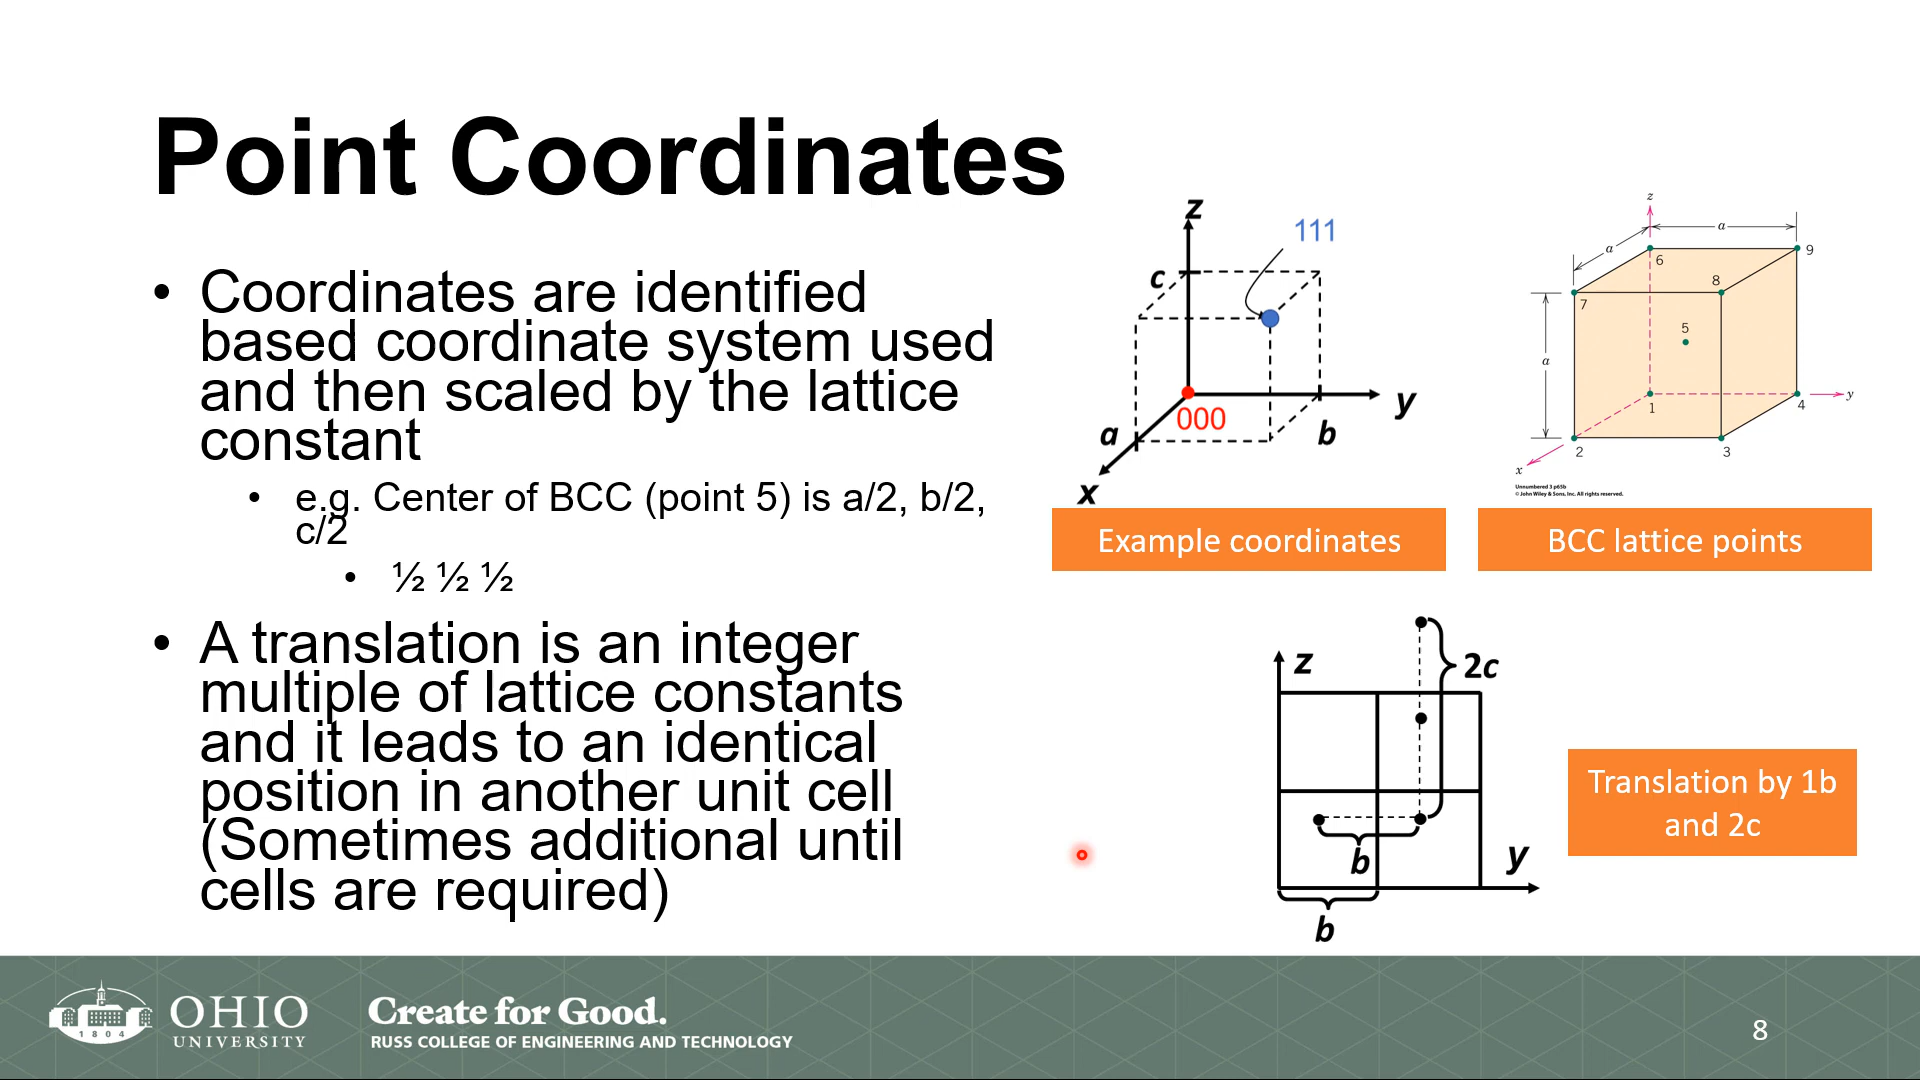 Point Coordinates
• Coordinates are identified
based coordinate system used
and then scaled by the lattice
constant
• e.g. Center of BCC (point 5) is a/2, b/2,
c/2
• ½ ½ ½
• A translation is an integer
multiple of lattice constants
and it leads to an identical
position in another unit cell
(Sometimes additional until
cells are required)
z
111
c
y
000
a
b
x
Example coordinates
z
a
a
9
6
8
7
5
a
1
4
y
2
3
x
Unnumbered 3 p65b
© John Wiley & Sons, Inc. All rights reserved.
BCC lattice points
z
2c
b
y
b
Translation by 1b
and 2c
1804
OHIO
UNIVERSITY
Create for Good.
RUSS COLLEGE OF ENGINEERING AND TECHNOLOGY
8